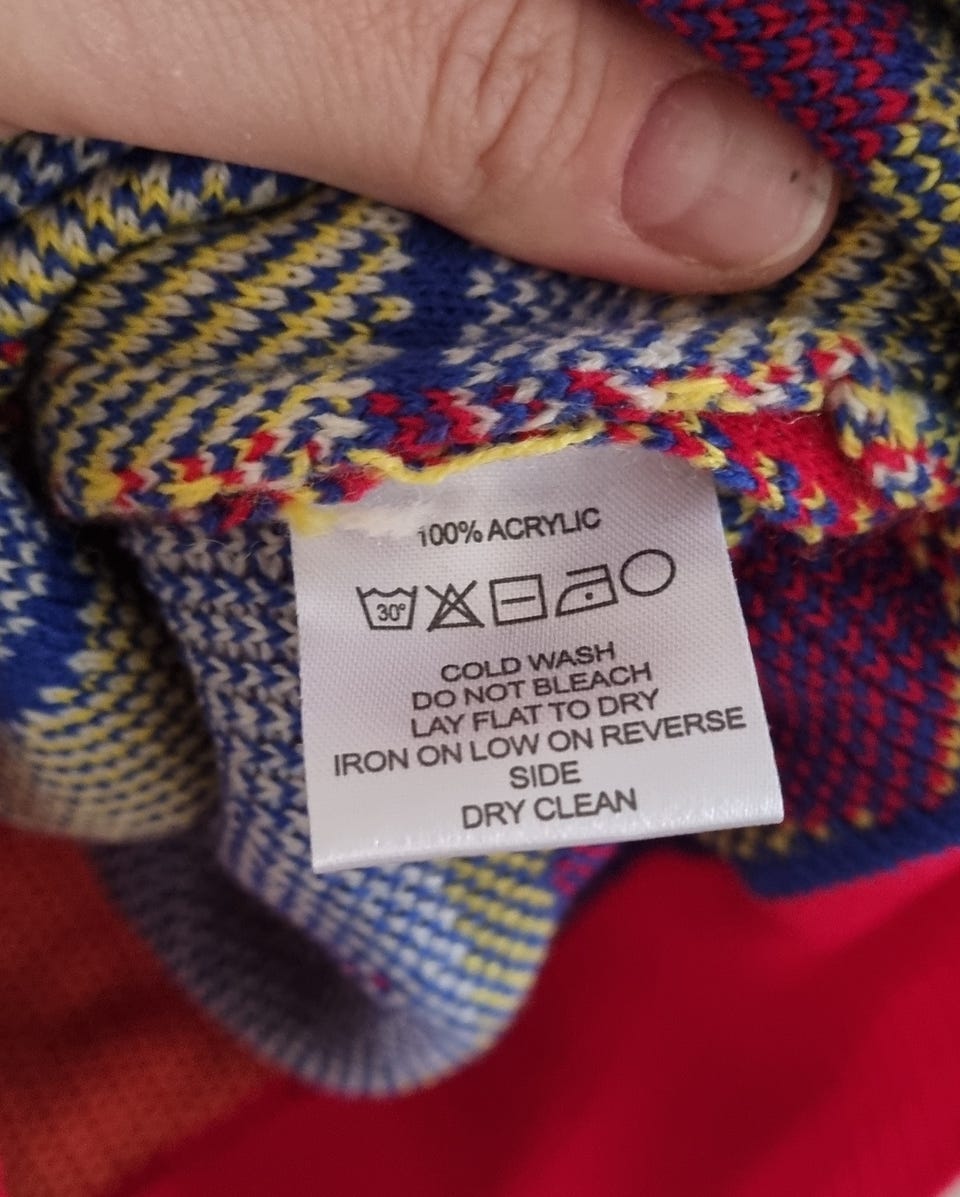 100% ACRYLIC
30°
COLD WASH
DO NOT BLEACH
LAY FLAT TO DRY
IRON ON LOW ON REVERSE
SIDE
DRY CLEAN